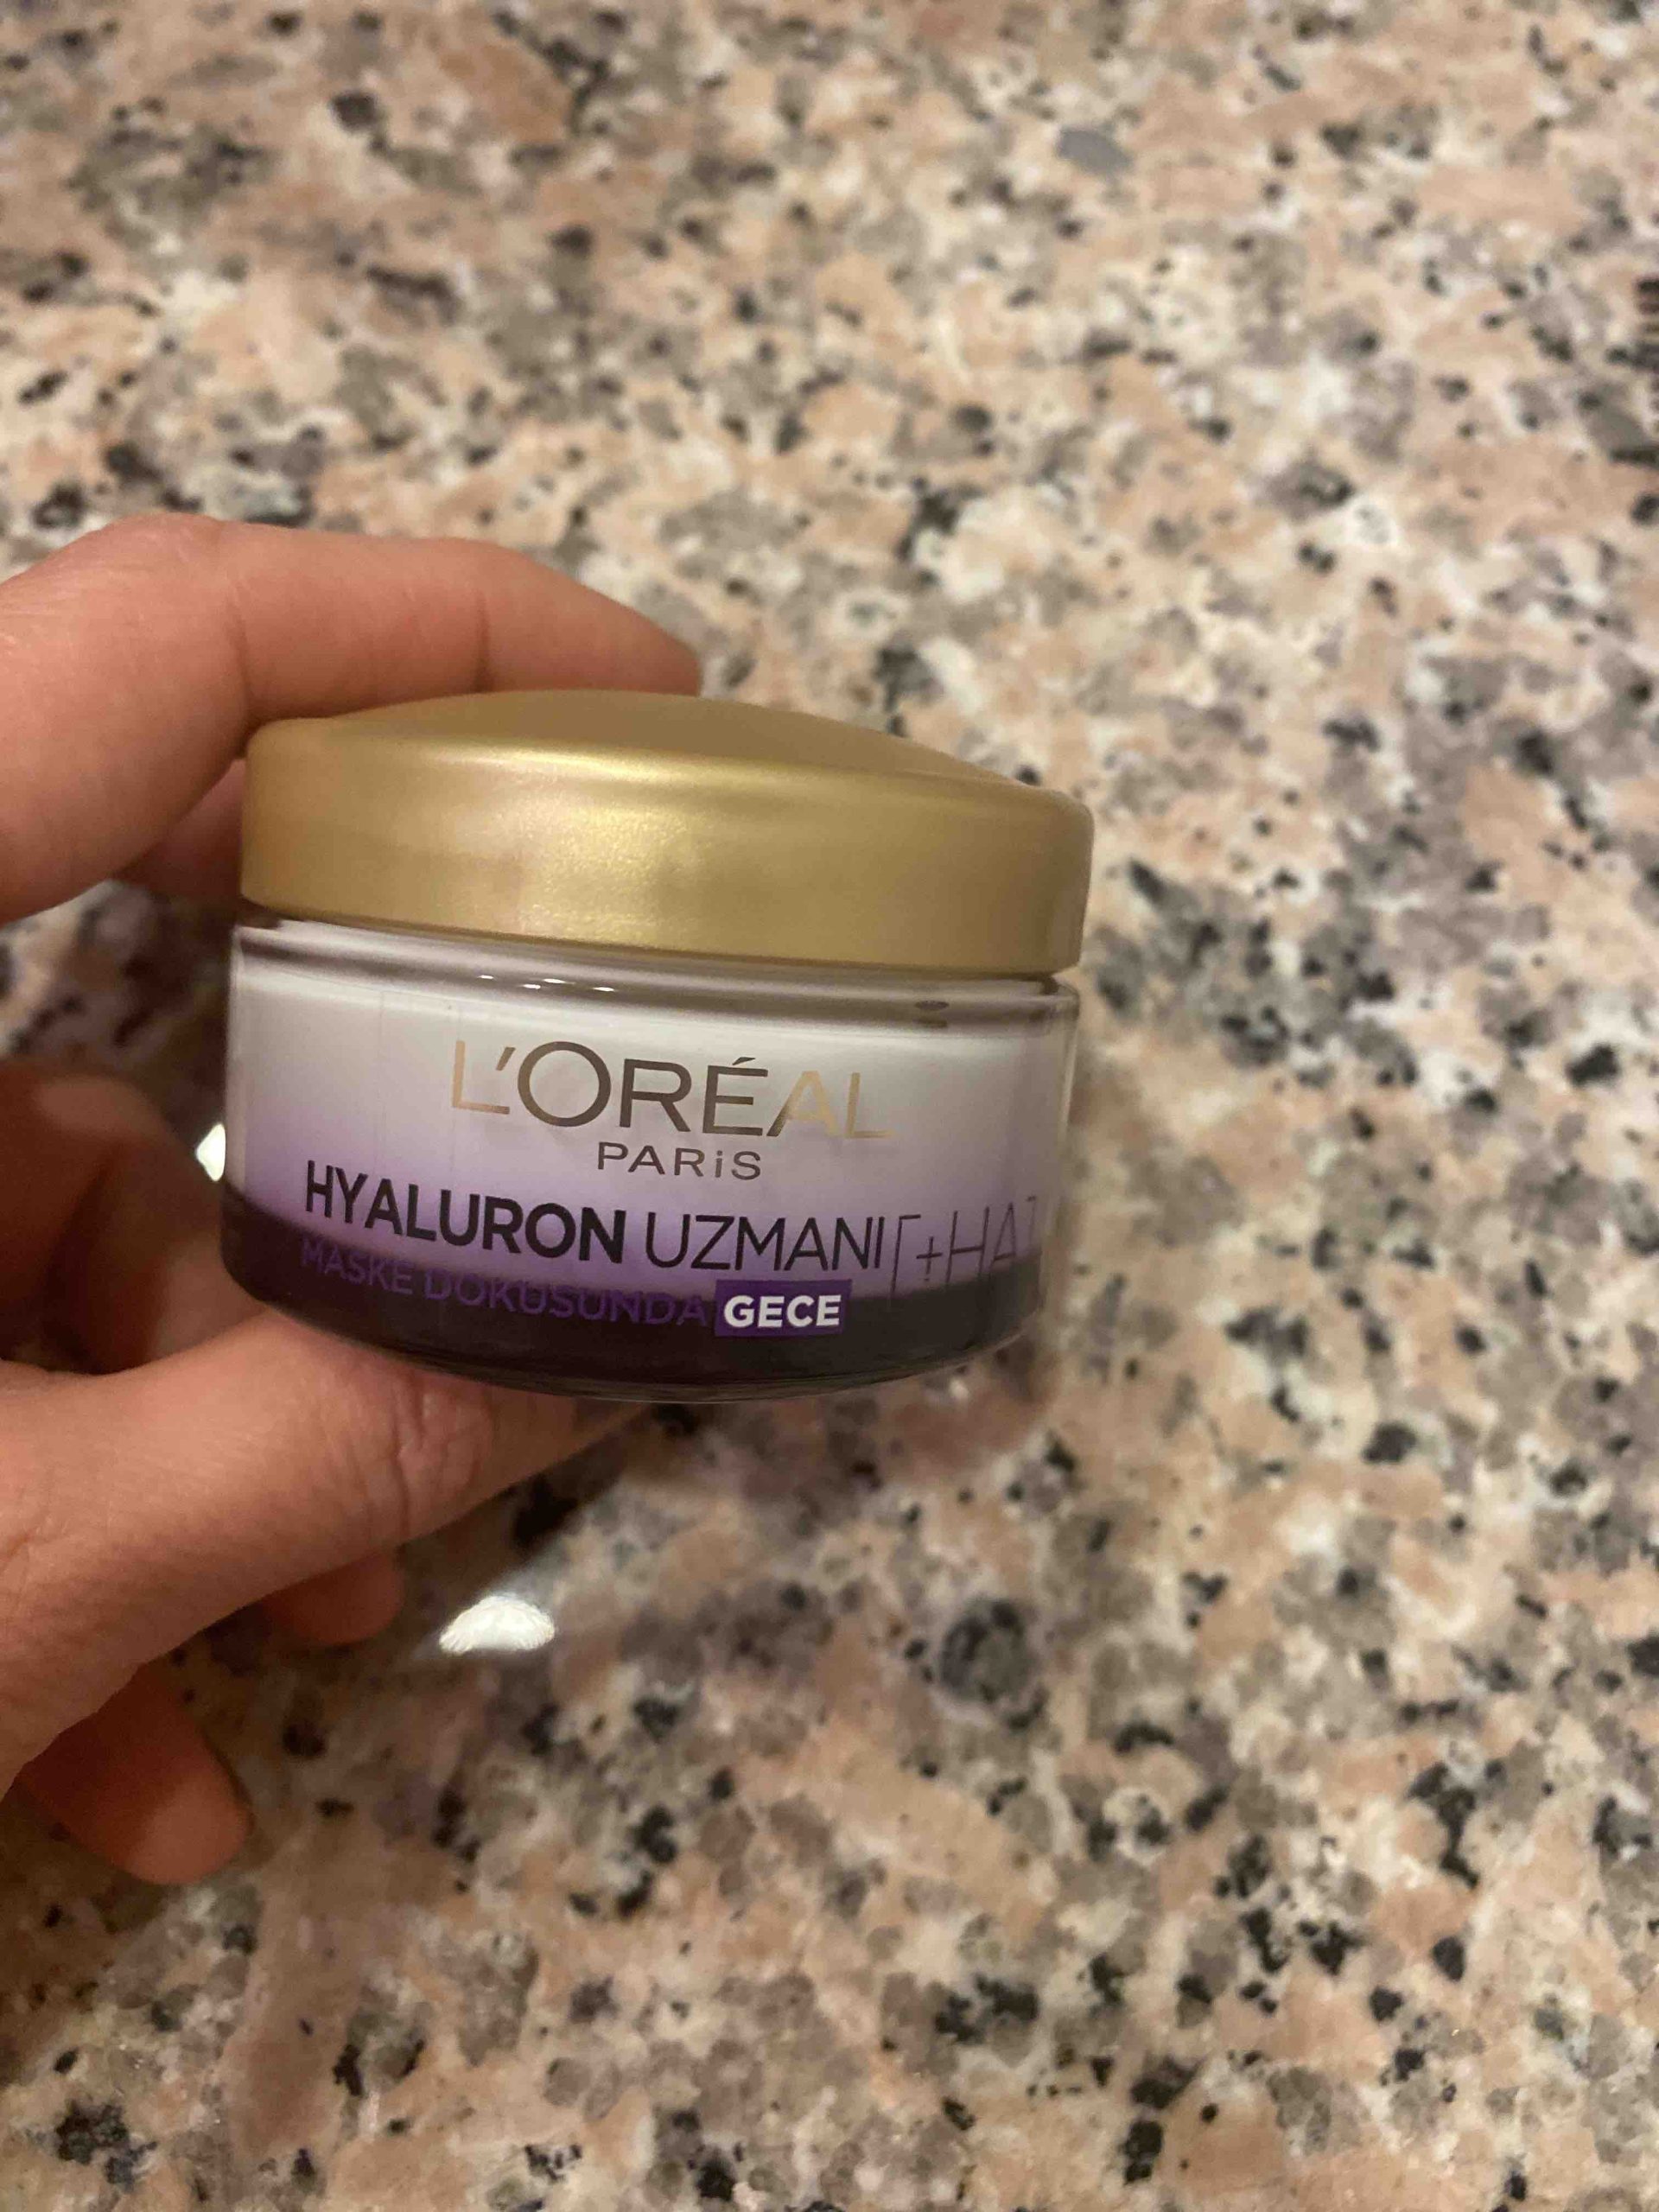 L'ORÉAL
PARiS
HYALURON UZMANI [+HA]
MASKE DOKUSUNDA GECE